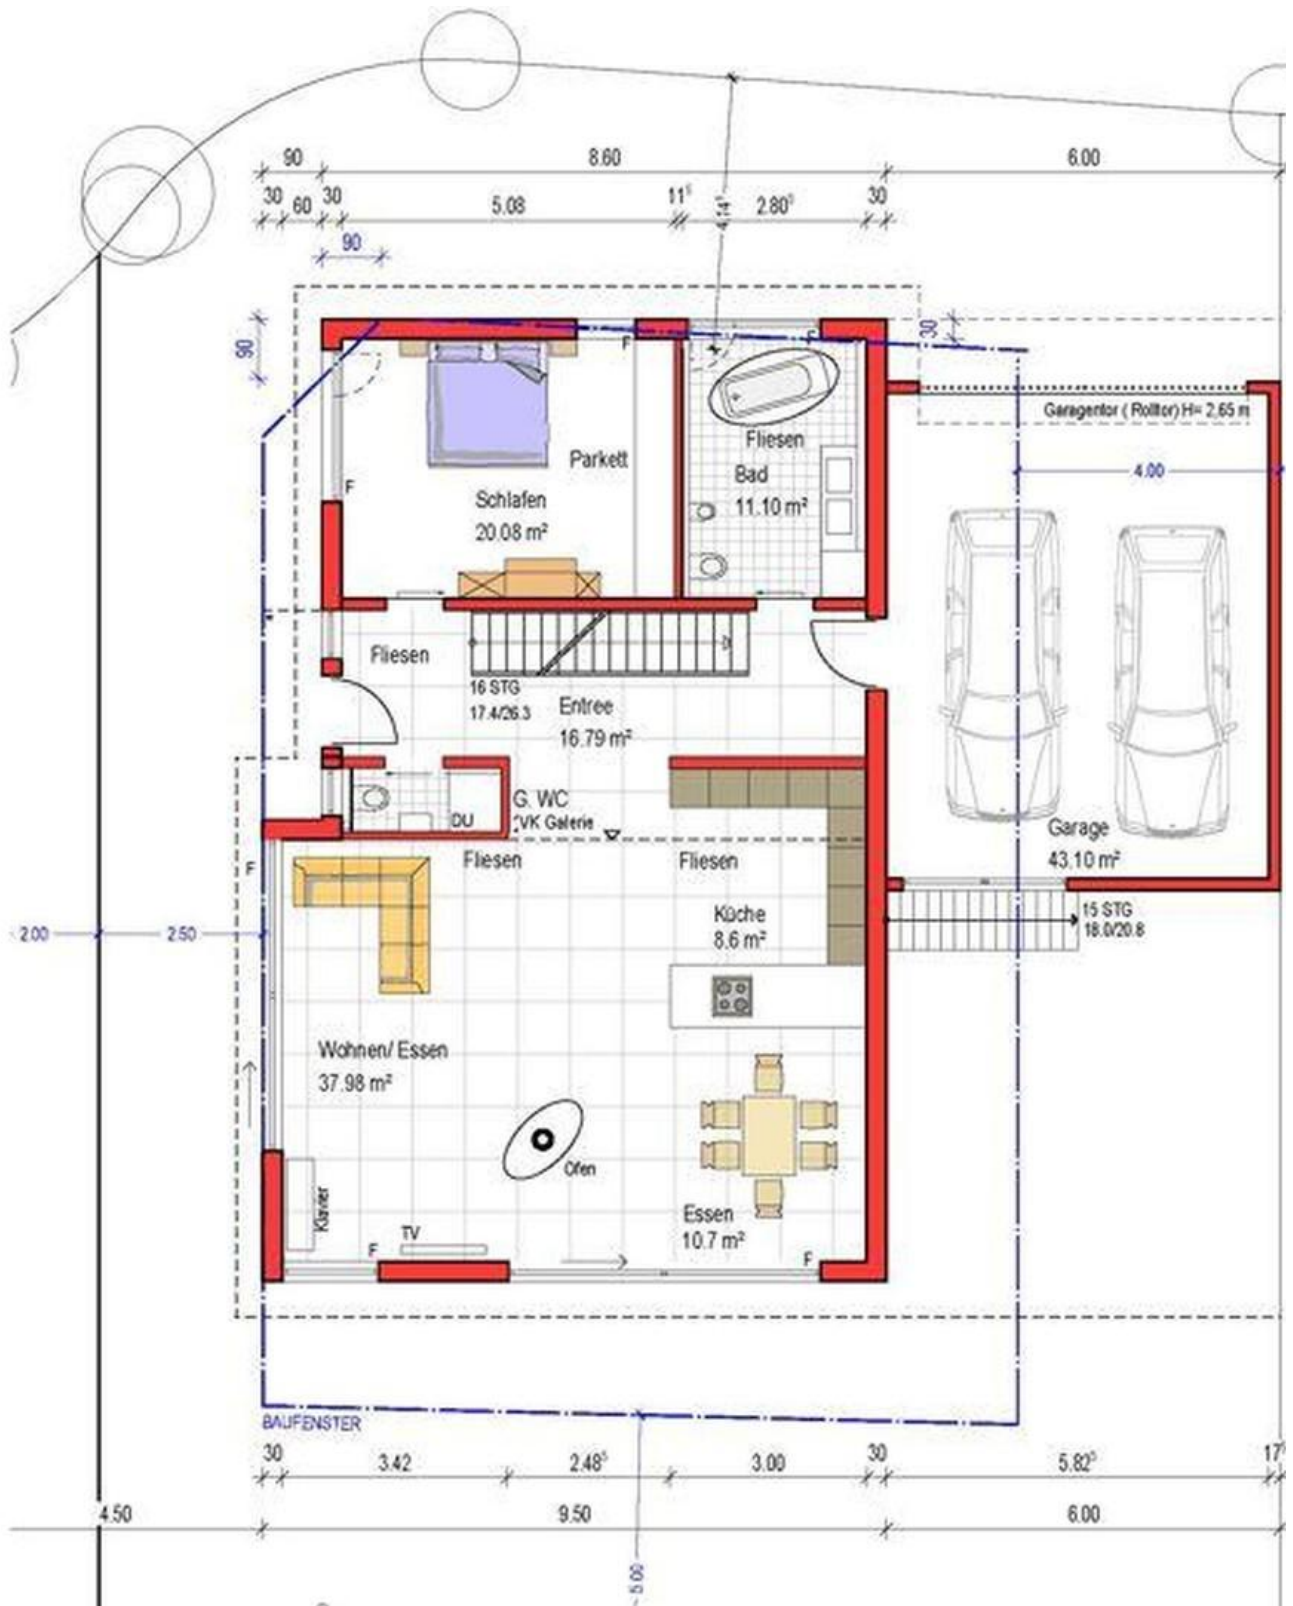 90 8.60 6.00
30 60 30 5.08 11⁵ 2.80⁵ 30
4.14⁵
90
90
30
Garagentor ( Rolltor) H= 2,65 m
F
F
Fliesen
Parkett
Bad
11.10 m²
4.00
F
Schlafen
20.08 m²
Fliesen
16 STG
17.4/26.3
Entree
16.79 m²
G. WC
VK Galerie
DU
Garage
43.10 m²
F
Fliesen
Fliesen
Küche
8.6 m²
15 STG
18.0/20.8
2.00
2.50
Wohnen/ Essen
37.98 m²
Ofen
Klavier
TV
F
Essen
10.7 m²
F
BAUFENSTER
30 3.42 2.48⁵ 3.00 30 5.82⁵ 17⁵
4.50 9.50 6.00
5.00